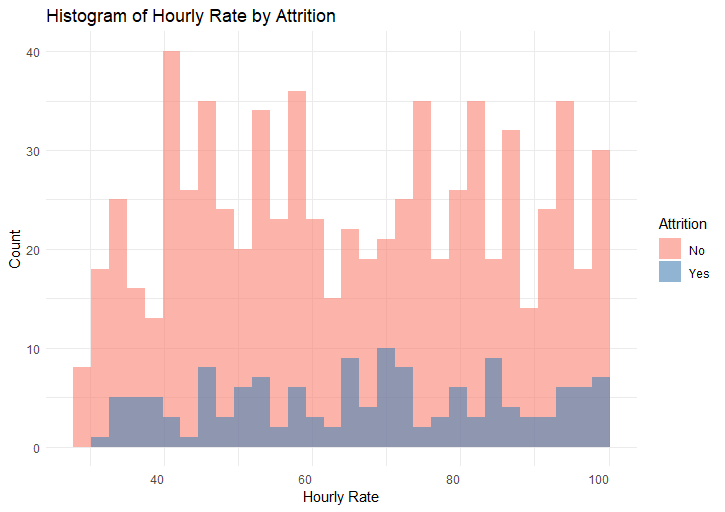 Histogram of Hourly Rate by Attrition
40
30
20
10
0
Count
40
60
80
100
Hourly Rate
Attrition
No
Yes